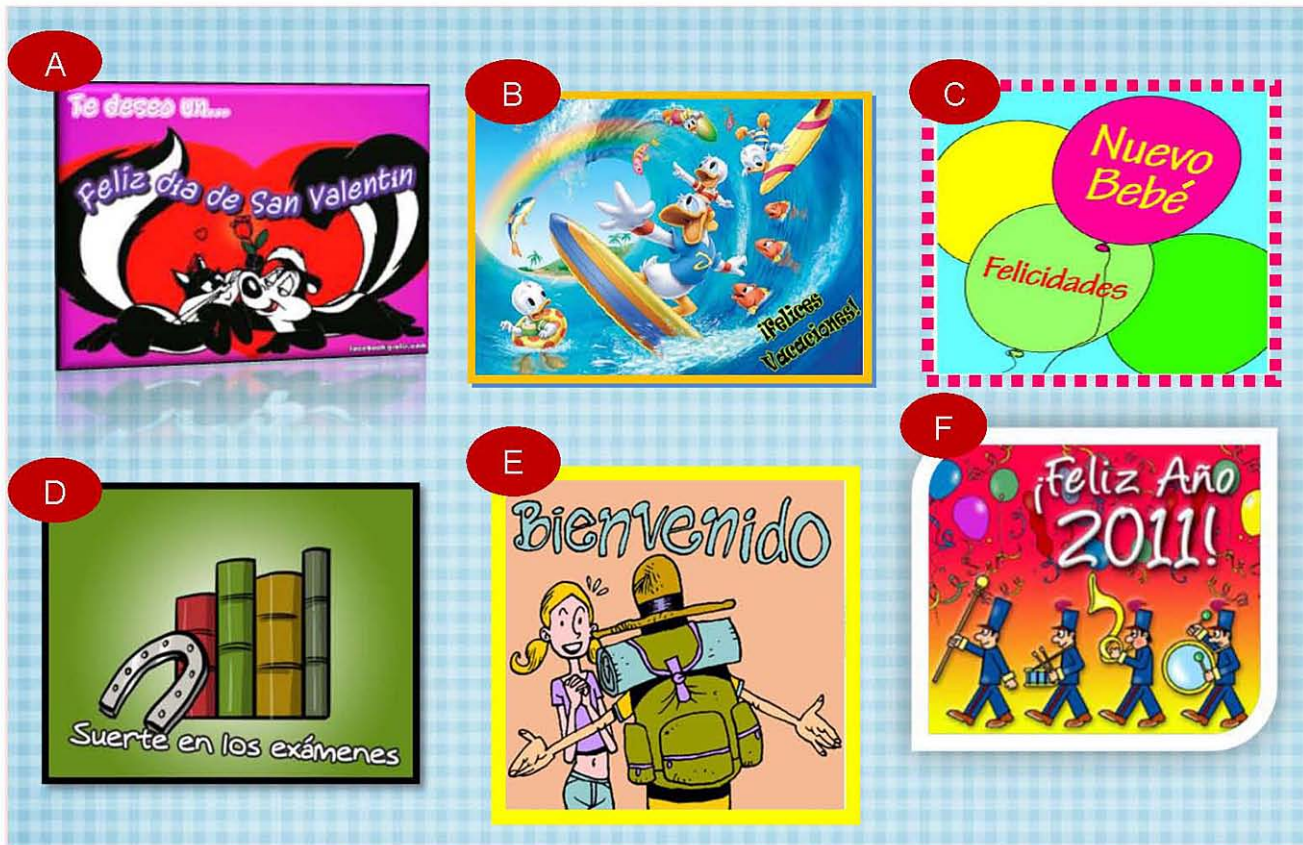 A
Te deseo un...
Feliz día de San Valentín
B
¡Felices
Vacaciones!
C
Nuevo
Bebé
Felicidades
D
Suerte en los exámenes
E
Bienvenido
F
¡Feliz Año
2011!